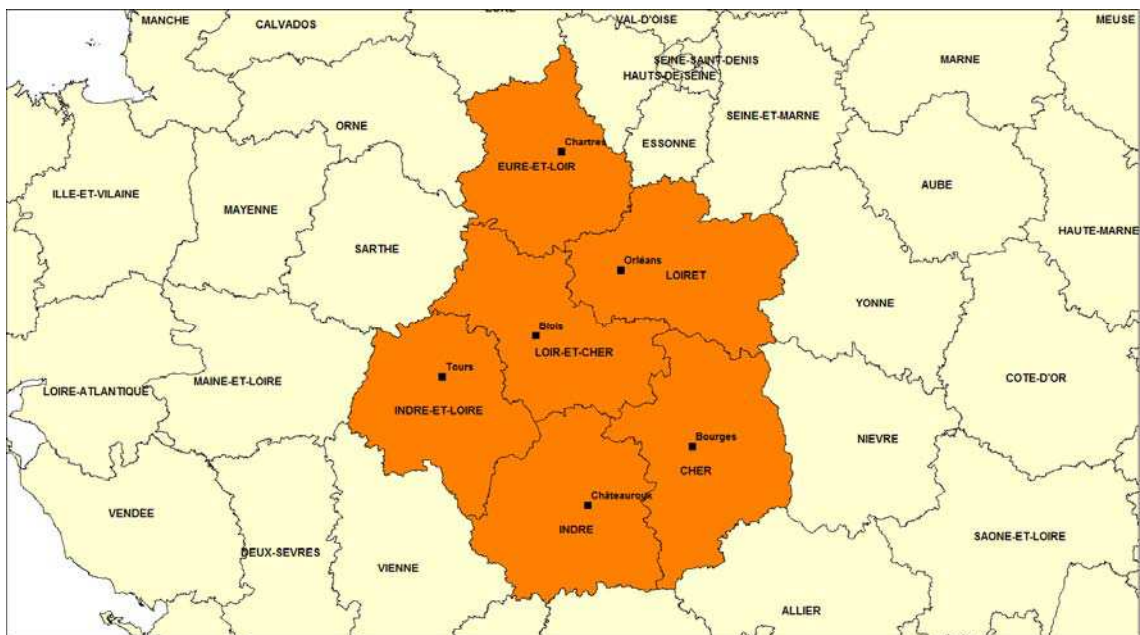 MANCHE
CALVADOS
EURE
VAL-D'OISE
MEUSE
SEINE-SAINT-DENIS
HAUTS-DE-SEINE
MARNE
SEINE-ET-MARNE
ORNE
Chartres
ESSONNE
EURE-ET-LOIR
AUBE
ILLE-ET-VILAINE
MAYENNE
HAUTE-MARNE
SARTHE
Orléans
LOIRET
YONNE
Blois
LOIR-ET-CHER
Tours
COTE-D'OR
MAINE-ET-LOIRE
LOIRE-ATLANTIQUE
INDRE-ET-LOIRE
Bourges
NIEVRE
CHER
Châteauroux
VENDEE
INDRE
SAONE-ET-LOIRE
DEUX-SEVRES
VIENNE
ALLIER